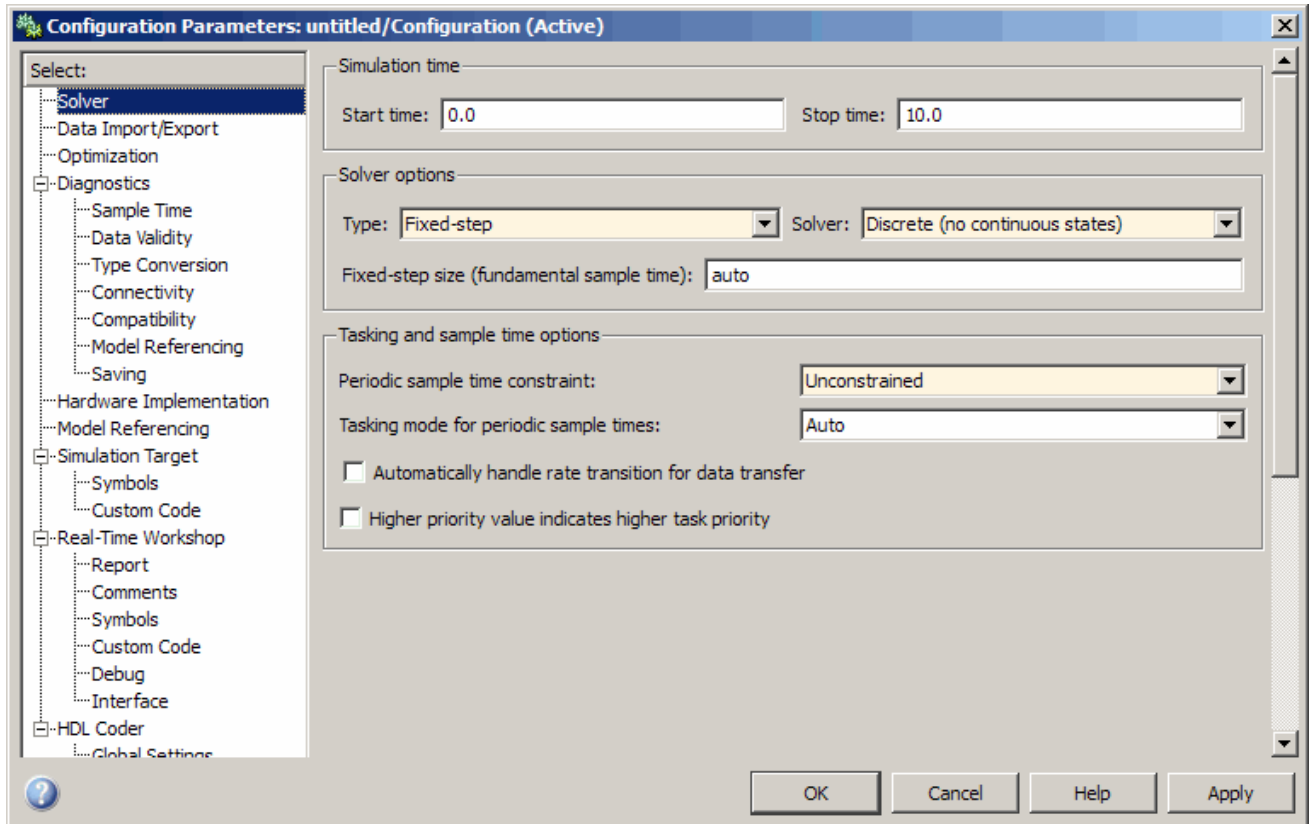 Configuration Parameters: untitled/Configuration (Active)
Select:
Solver
Data Import/Export
Optimization
Diagnostics
Sample Time
Data Validity
Type Conversion
Connectivity
Compatibility
Model Referencing
Saving
Hardware Implementation
Model Referencing
Simulation Target
Symbols
Custom Code
Real-Time Workshop
Report
Comments
Symbols
Custom Code
Debug
Interface
HDL Coder
Global Settings
Simulation time
Start time: 0.0 Stop time: 10.0
Solver options
Type: Fixed-step Solver: Discrete (no continuous states)
Fixed-step size (fundamental sample time): auto
Tasking and sample time options
Periodic sample time constraint: Unconstrained
Tasking mode for periodic sample times: Auto
Automatically handle rate transition for data transfer
Higher priority value indicates higher task priority
OK Cancel Help Apply